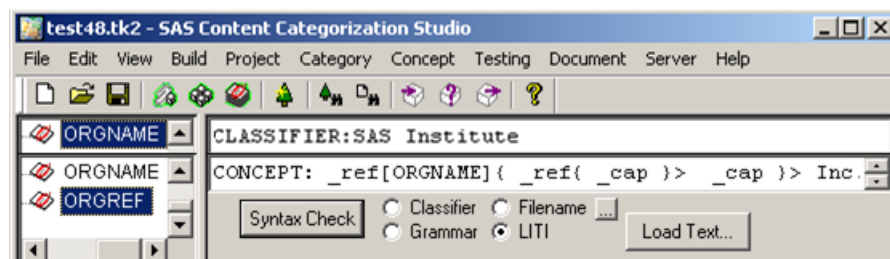 test48.tk2 - SAS Content Categorization Studio
File Edit View Build Project Category Concept Testing Document Server Help
ORGNAME CLASSIFIER:SAS Institute
ORGNAME CONCEPT: _ref[ORGNAME]{ _ref{ _cap }> _cap }> Inc.
ORGREF
Syntax Check Classifier Filename ...
Grammar LITI Load Text...